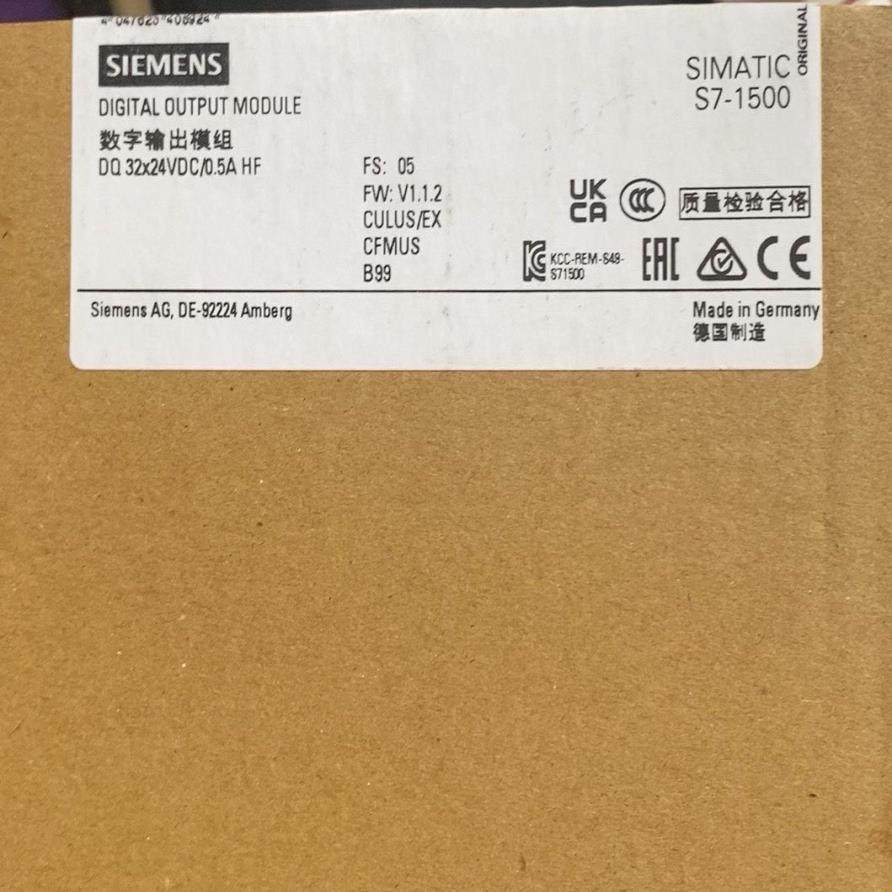 SIEMENS
DIGITAL OUTPUT MODULE
数字输出模组
DQ 32x24VDC/0.5A HF
FS: 05
FW: V1.1.2
CULUS/EX
CFMUS
B99
SIMATIC
S7-1500
ORIGINAL
UK
CA
CCC
质量检验合格
KC
KCC-REM-S49-
S71500
EAC
CE
Siemens AG, DE-92224 Amberg
Made in Germany
德国制造